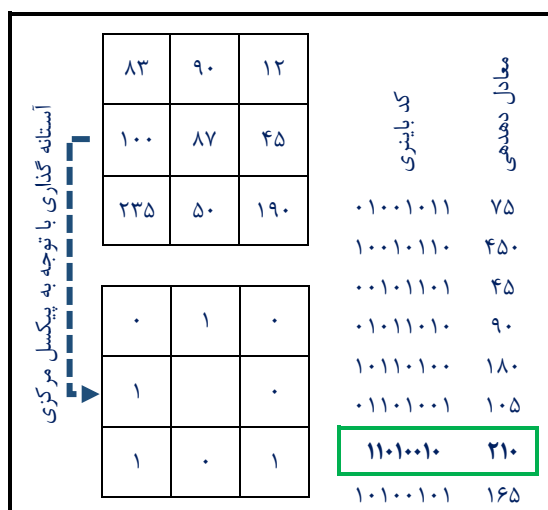 معادل دهدهی
کد باینری
۷۵ ۰۱۰۰۱۰۱۱
۴۵۰ ۱۰۰۱۰۱۱۰
۴۵ ۰۰۱۰۱۱۰۱
۹۰ ۰۱۰۱۱۰۱۰
۱۸۰ ۱۰۱۱۰۱۰۰
۱۰۵ ۰۱۱۰۱۰۰۱
۲۱۰ ۱۱۰۱۰۰۱۰
۱۶۵ ۱۰۱۰۰۱۰۱
۸۳ ۹۰ ۱۲
۱۰۰ ۸۷ ۴۵
۲۳۵ ۵۰ ۱۹۰
۰ ۱ ۰
۱ ۰
۱ ۰ ۱
آستانه گذاری با توجه به پیکسل مرکزی